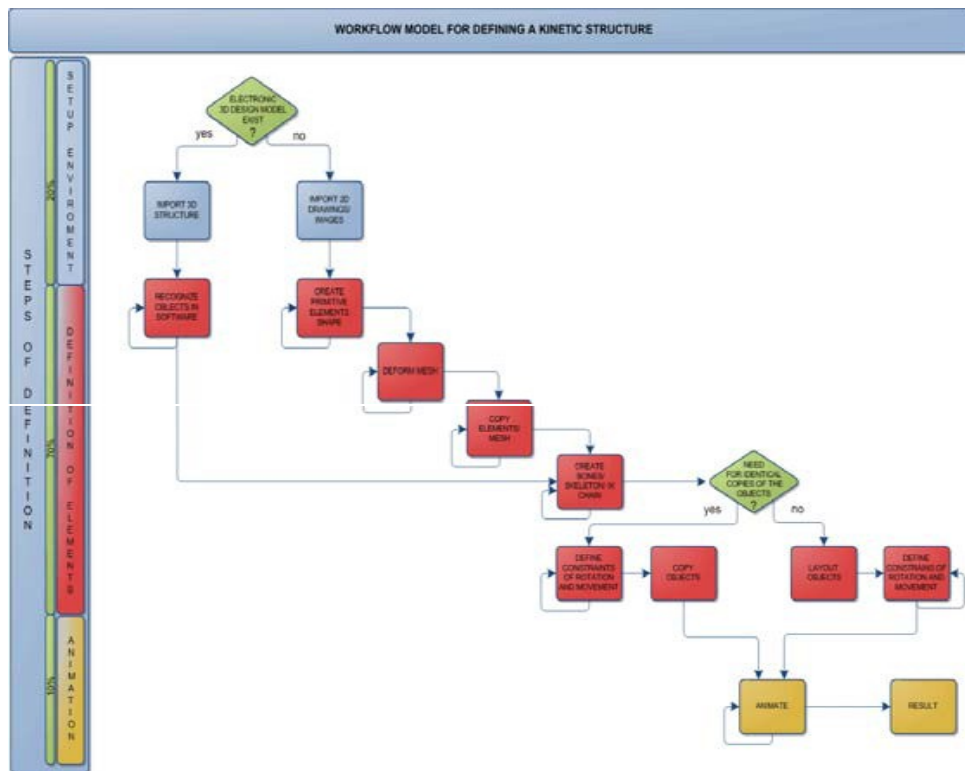 WORKFLOW MODEL FOR DEFINING A KINETIC STRUCTURE
STEPS OF DEFINITION
SETUP ENVIROMENT
20%
DEFINITION OF ELEMENTS
70%
ANIMATION
10%
ELECTRONIC
3D DESIGN MODEL
EXIST
?
yes
no
IMPORT 3D
STRUCTURE
IMPORT 2D
DRAWINGS/
IMAGES
RECOGNIZE
OBJECTS IN
SOFTWARE
CREATE
PRIMITIVE
ELEMENTS
SHAPE
DEFORM MESH
COPY
ELEMENTS/
MESH
CREATE
BONES/
SKELETON/ IK
CHAIN
NEED
FOR IDENTICAL
COPIES OF THE
OBJECTS
?
yes
no
DEFINE
CONSTRAINTS
OF ROTATION
AND MOVEMENT
COPY
OBJECTS
LAYOUT
OBJECTS
DEFINE
CONSTRAINS OF
ROTATION AND
MOVEMENT
ANIMATE
RESULT